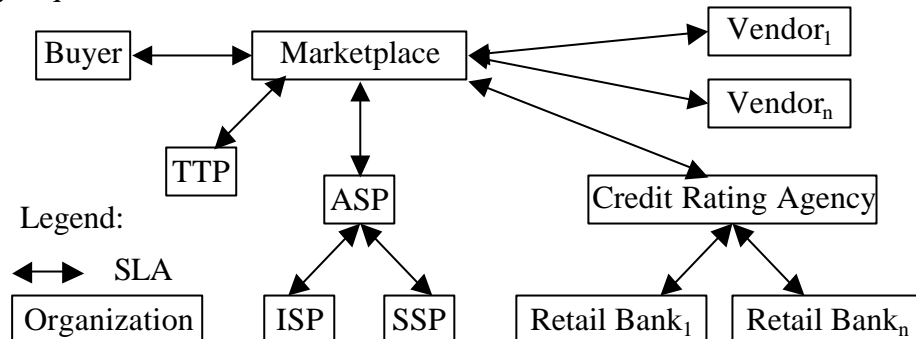 Buyer
Marketplace
Vendor₁
Vendorₙ
TTP
ASP
Credit Rating Agency
Legend:
SLA
Organization
ISP
SSP
Retail Bank₁
Retail Bankₙ